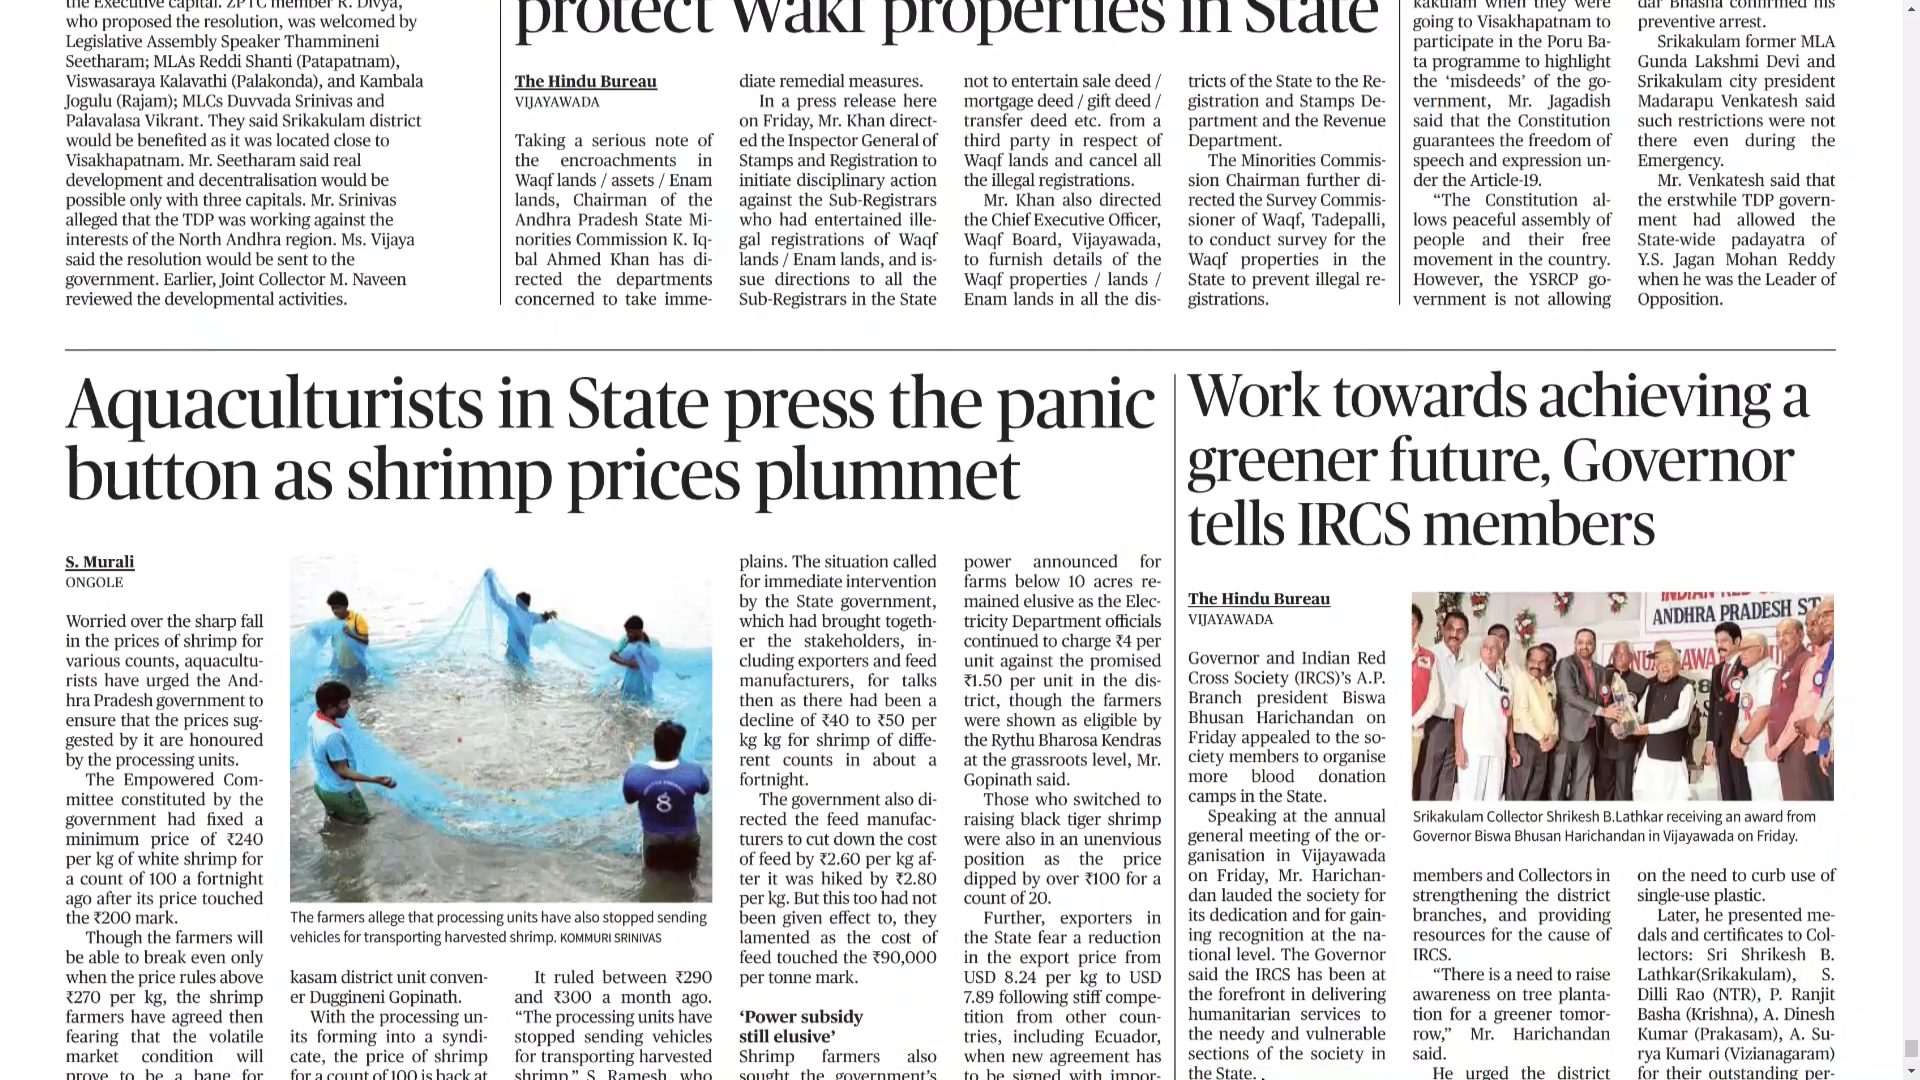 the Executive capital. ZPTC member R. Divya,
who proposed the resolution, was welcomed by
Legislative Assembly Speaker Thammineni
Seetharam; MLAs Reddi Shanti (Patapatnam),
Viswasaraya Kalavathi (Palakonda), and Kambala
Jogulu (Rajam); MLCs Duvvada Srinivas and
Palavalasa Vikrant. They said Srikakulam district
would be benefited as it was located close to
Visakhapatnam. Mr. Seetharam said real
development and decentralisation would be
possible only with three capitals. Mr. Srinivas
alleged that the TDP was working against the
interests of the North Andhra region. Ms. Vijaya
said the resolution would be sent to the
government. Earlier, Joint Collector M. Naveen
reviewed the developmental activities.
protect Wakf properties in State
The Hindu Bureau
VIJAYAWADA
Taking a serious note of
the encroachments in
Waqf lands / assets / Enam
lands, Chairman of the
Andhra Pradesh State Mi-
norities Commission K. Iq-
bal Ahmed Khan has di-
rected the departments
concerned to take imme-
diate remedial measures.
In a press release here
on Friday, Mr. Khan direct-
ed the Inspector General of
Stamps and Registration to
initiate disciplinary action
against the Sub-Registrars
who had entertained ille-
gal registrations of Waqf
lands / Enam lands, and is-
sue directions to all the
Sub-Registrars in the State
not to entertain sale deed /
mortgage deed / gift deed /
transfer deed etc. from a
third party in respect of
Waqf lands and cancel all
the illegal registrations.
Mr. Khan also directed
the Chief Executive Officer,
Waqf Board, Vijayawada,
to furnish details of the
Waqf properties / lands /
Enam lands in all the dis-
tricts of the State to the Re-
gistration and Stamps De-
partment and the Revenue
Department.
The Minorities Commis-
sion Chairman further di-
rected the Survey Commis-
sioner of Waqf, Tadepalli,
to conduct survey for the
Waqf properties in the
State to prevent illegal re-
gistrations.
kakulam when they were
going to Visakhapatnam to
participate in the Poru Ba-
ta programme to highlight
the ‘misdeeds’ of the go-
vernment, Mr. Jagadish
said that the Constitution
guarantees the freedom of
speech and expression un-
der the Article-19.
“The Constitution al-
lows peaceful assembly of
people and their free
movement in the country.
However, the YSRCP go-
vernment is not allowing
dar Bhasha confirmed his
preventive arrest.
Srikakulam former MLA
Gunda Lakshmi Devi and
Srikakulam city president
Madarapu Venkatesh said
such restrictions were not
there even during the
Emergency.
Mr. Venkatesh said that
the erstwhile TDP govern-
ment had allowed the
State-wide padayatra of
Y.S. Jagan Mohan Reddy
when he was the Leader of
Opposition.
Aquaculturists in State press the panic
button as shrimp prices plummet
S. Murali
ONGOLE
Worried over the sharp fall
in the prices of shrimp for
various counts, aquacultu-
rists have urged the And-
hra Pradesh government to
ensure that the prices sug-
gested by it are honoured
by the processing units.
The Empowered Com-
mittee constituted by the
government had fixed a
minimum price of ₹240
per kg of white shrimp for
a count of 100 a fortnight
ago after its price touched
the ₹200 mark.
Though the farmers will
be able to break even only
when the price rules above
₹270 per kg, the shrimp
farmers have agreed then
fearing that the volatile
market condition will
prove to be a bane for
8
The farmers allege that processing units have also stopped sending
vehicles for transporting harvested shrimp. KOMMURI SRINIVAS
kasam district unit conven-
er Duggineni Gopinath.
With the processing un-
its forming into a syndi-
cate, the price of shrimp
for a count of 100 is back at
It ruled between ₹290
and ₹300 a month ago.
“The processing units have
stopped sending vehicles
for transporting harvested
shrimp,” S. Ramesh, who
plains. The situation called
for immediate intervention
by the State government,
which had brought togeth-
er the stakeholders, in-
cluding exporters and feed
manufacturers, for talks
then as there had been a
decline of ₹40 to ₹50 per
kg kg for shrimp of diffe-
rent counts in about a
fortnight.
The government also di-
rected the feed manufac-
turers to cut down the cost
of feed by ₹2.60 per kg af-
ter it was hiked by ₹2.80
per kg. But this too had not
been given effect to, they
lamented as the cost of
feed touched the ₹90,000
per tonne mark.
‘Power subsidy
still elusive’
Shrimp farmers also
sought the government’s
power announced for
farms below 10 acres re-
mained elusive as the Elec-
tricity Department officials
continued to charge ₹4 per
unit against the promised
₹1.50 per unit in the dis-
trict, though the farmers
were shown as eligible by
the Rythu Bharosa Kendras
at the grassroots level, Mr.
Gopinath said.
Those who switched to
raising black tiger shrimp
were also in an unenvious
position as the price
dipped by over ₹100 for a
count of 20.
Further, exporters in
the State fear a reduction
in the export price from
USD 8.24 per kg to USD
7.89 following stiff compe-
tition from other coun-
tries, including Ecuador,
when new agreement has
to be signed with impor-
Work towards achieving a
greener future, Governor
tells IRCS members
The Hindu Bureau
VIJAYAWADA
Governor and Indian Red
Cross Society (IRCS)’s A.P.
Branch president Biswa
Bhusan Harichandan on
Friday appealed to the so-
ciety members to organise
more blood donation
camps in the State.
Speaking at the annual
general meeting of the or-
ganisation in Vijayawada
on Friday, Mr. Harichan-
dan lauded the society for
its dedication and for gain-
ing recognition at the na-
tional level. The Governor
said the IRCS has been at
the forefront in delivering
humanitarian services to
the needy and vulnerable
sections of the society in
the State.
ANDHRA PRADESH ST
Srikakulam Collector Shrikesh B.Lathkar receiving an award from
Governor Biswa Bhusan Harichandan in Vijayawada on Friday.
members and Collectors in
strengthening the district
branches, and providing
resources for the cause of
IRCS.
“There is a need to raise
awareness on tree planta-
tion for a greener tomor-
row,” Mr. Harichandan
said.
He urged the district
on the need to curb use of
single-use plastic.
Later, he presented me-
dals and certificates to Col-
lectors: Sri Shrikesh B.
Lathkar(Srikakulam), S.
Dilli Rao (NTR), P. Ranjit
Basha (Krishna), A. Dinesh
Kumar (Prakasam), A. Su-
rya Kumari (Vizianagaram)
for their outstanding per-